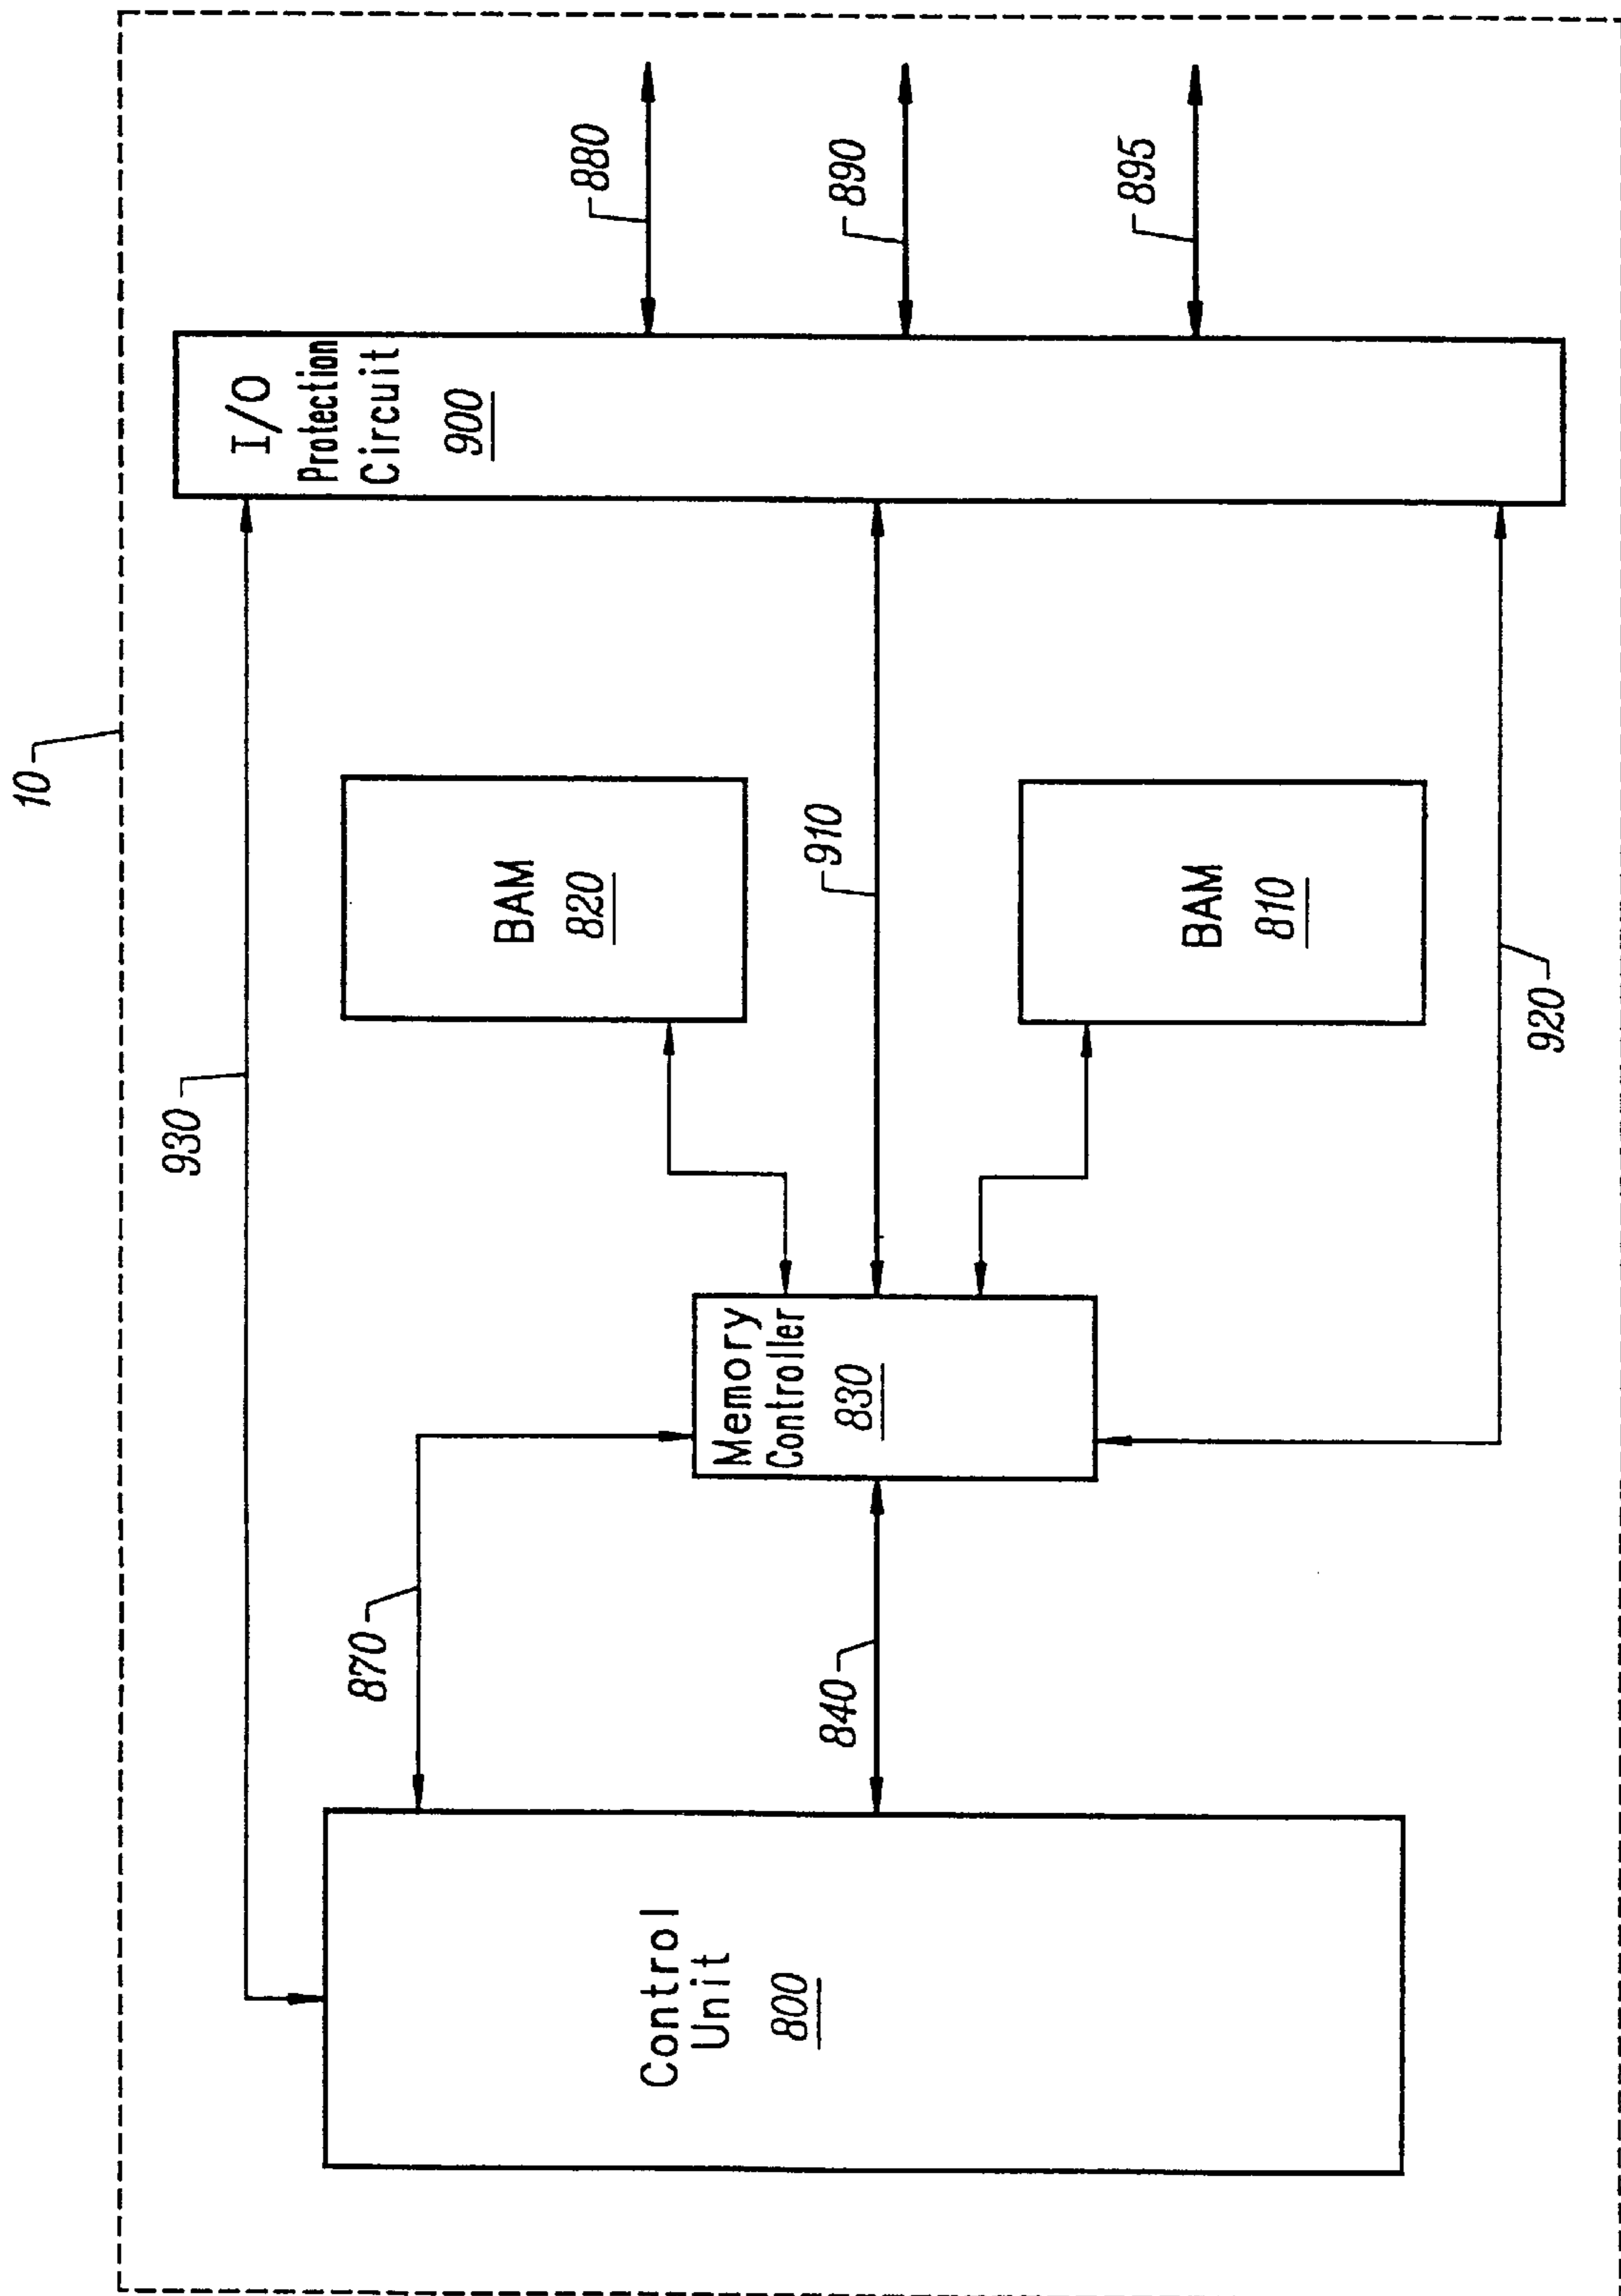 10
930
I/O
Protection
Circuit
900
880
890
895
870
BAM
820
910
Memory
Controller
830
840
BAM
810
920
Control
Unit
800